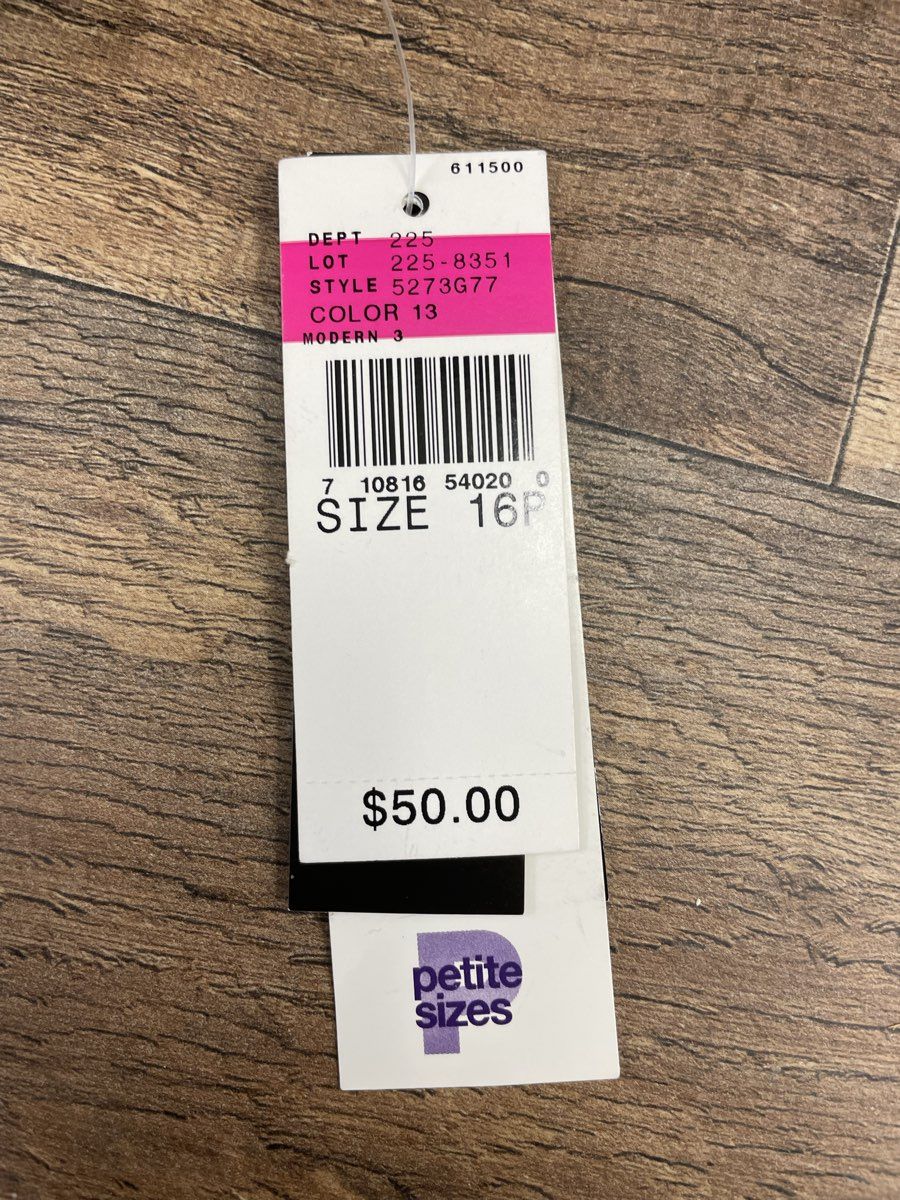 611500
DEPT 225
LOT 225-8351
STYLE 5273G77
COLOR 13
MODERN 3
7 10816 54020 0
SIZE 16P
$50.00
P
petite
sizes